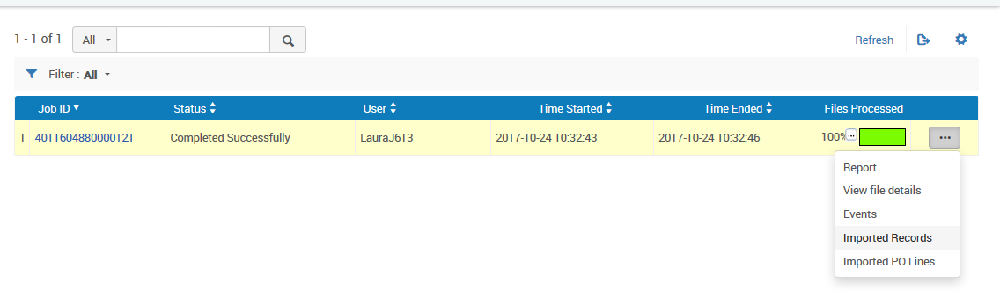 1 - 1 of 1 All Refresh
Filter : All
Job ID Status User Time Started Time Ended Files Processed
1 4011604880000121 Completed Successfully LauraJ613 2017-10-24 10:32:43 2017-10-24 10:32:46 100% ... ...
Report
View file details
Events
Imported Records
Imported PO Lines